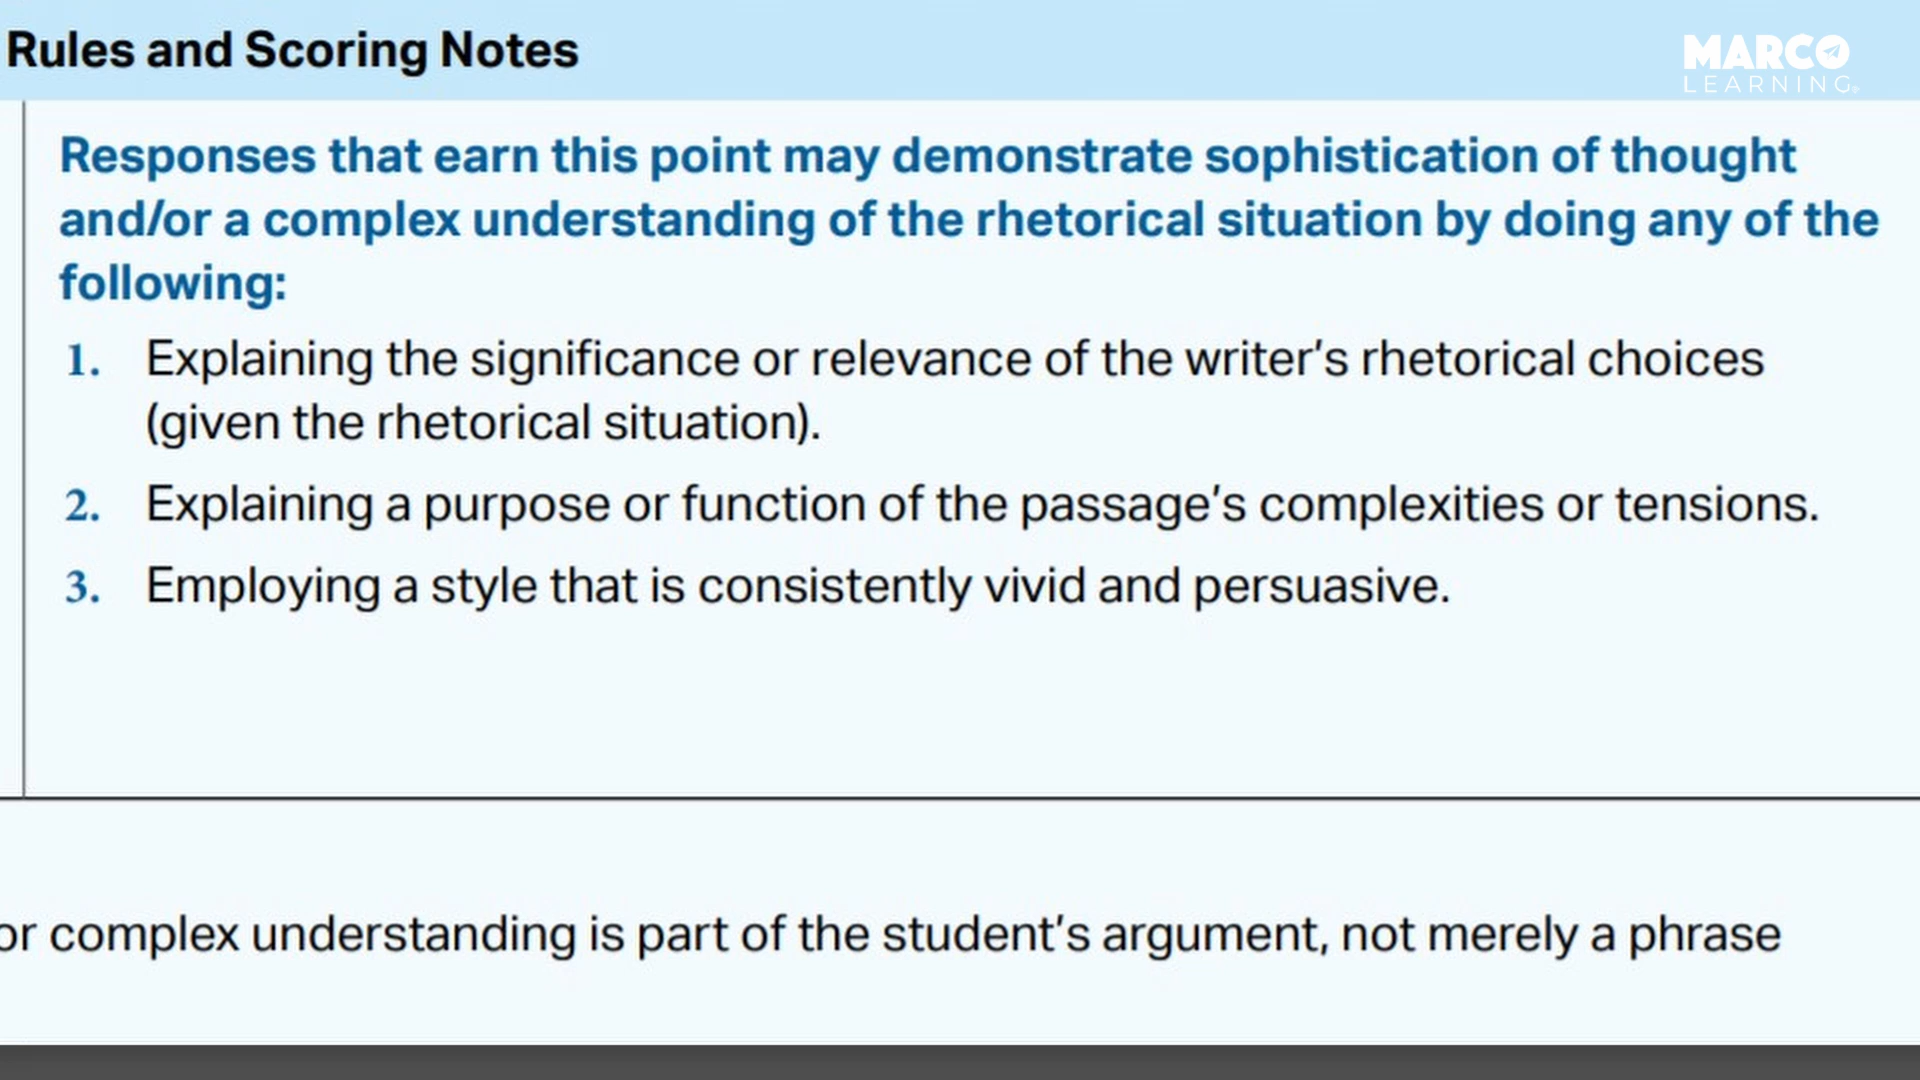 Rules and Scoring Notes
MARCO
LEARNING
Responses that earn this point may demonstrate sophistication of thought
and/or a complex understanding of the rhetorical situation by doing any of the
following:
1. Explaining the significance or relevance of the writer's rhetorical choices
(given the rhetorical situation).
2. Explaining a purpose or function of the passage's complexities or tensions.
3. Employing a style that is consistently vivid and persuasive.
or complex understanding is part of the student's argument, not merely a phrase